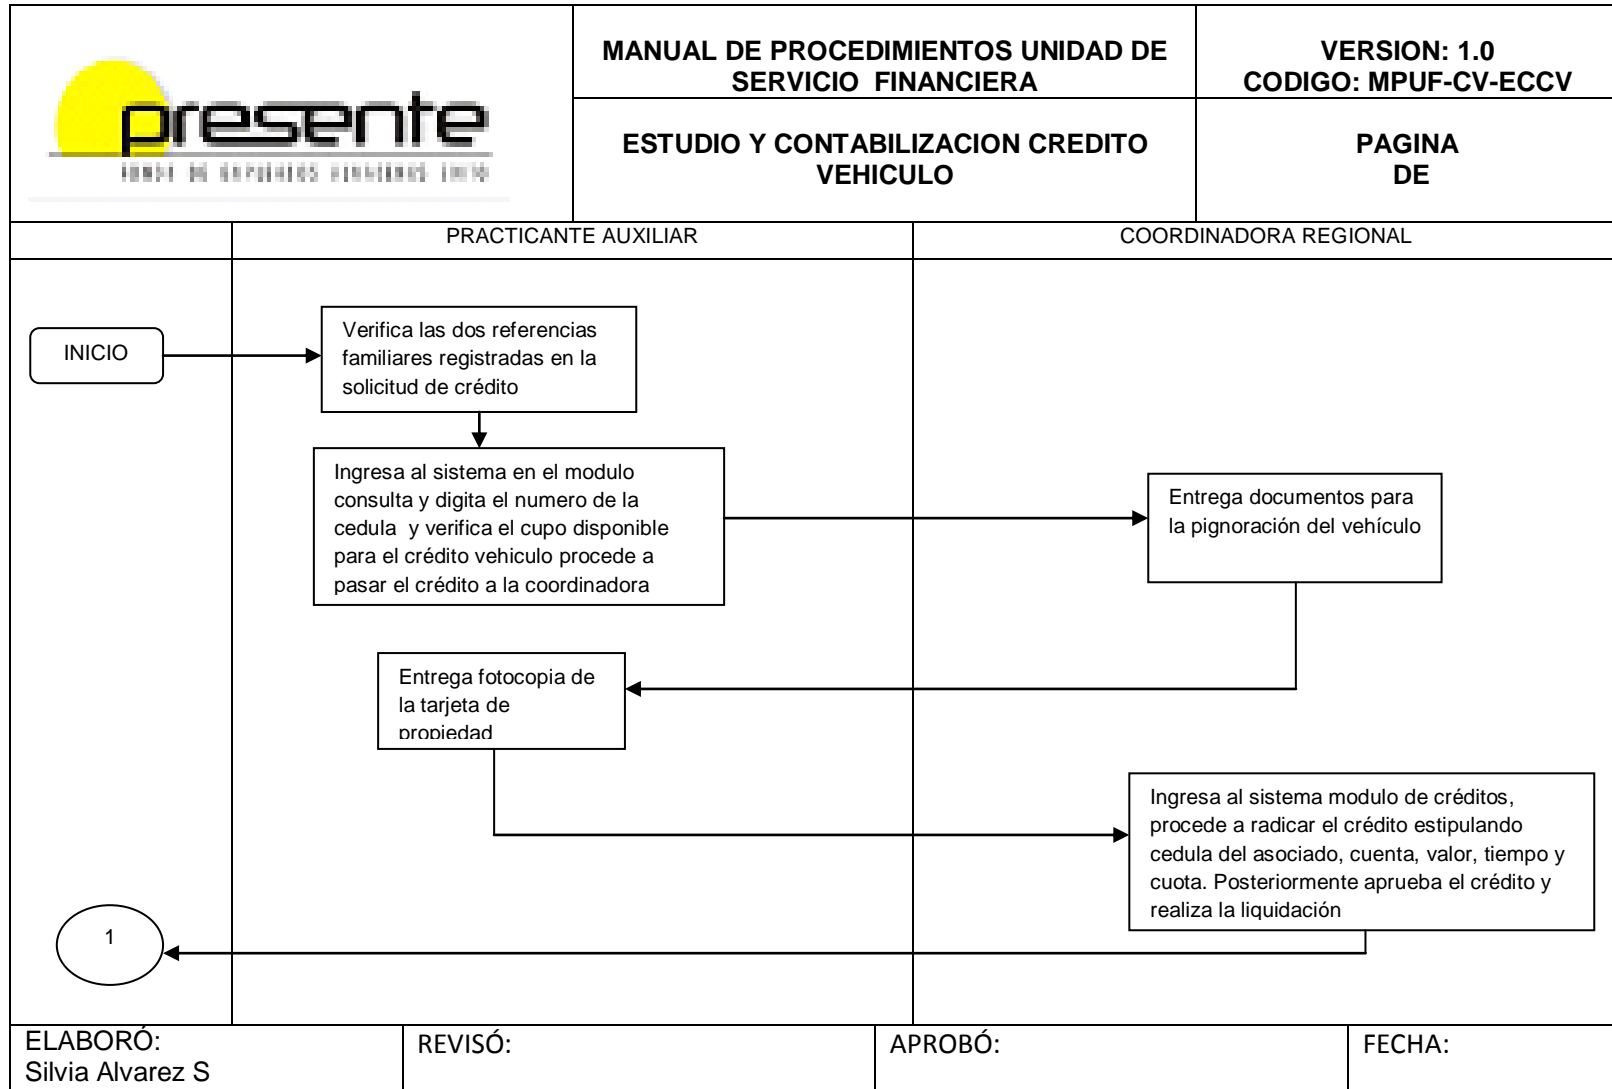 presente
MANUAL DE PROCEDIMIENTOS UNIDAD DE
SERVICIO FINANCIERA
VERSION: 1.0
CODIGO: MPUF-CV-ECCV
ESTUDIO Y CONTABILIZACION CREDITO
VEHICULO
PAGINA
DE
PRACTICANTE AUXILIAR
COORDINADORA REGIONAL
INICIO
Verifica las dos referencias
familiares registradas en la
solicitud de crédito
Ingresa al sistema en el modulo
consulta y digita el numero de la
cedula y verifica el cupo disponible
para el crédito vehiculo procede a
pasar el crédito a la coordinadora
Entrega documentos para
la pignoración del vehículo
Entrega fotocopia de
la tarjeta de
propiedad
Ingresa al sistema modulo de créditos,
procede a radicar el crédito estipulando
cedula del asociado, cuenta, valor, tiempo y
cuota. Posteriormente aprueba el crédito y
realiza la liquidación
1
ELABORÓ:
Silvia Alvarez S
REVISÓ:
APROBÓ:
FECHA: